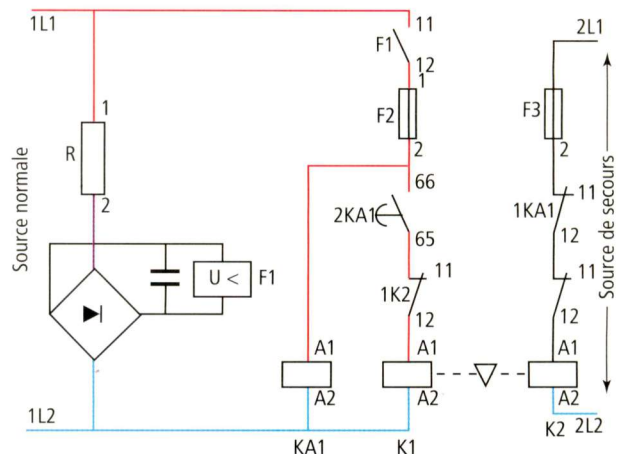 1L1
11
F1
12
1
F2
2
66
2KA1
65
11
1K2
12
A1
A2
KA1
A1
A2
K1
1
R
2
U < F1
1L2
Source normale
2L1
F3
2
11
1KA1
12
11
12
A1
A2
K2
2L2
Source de secours